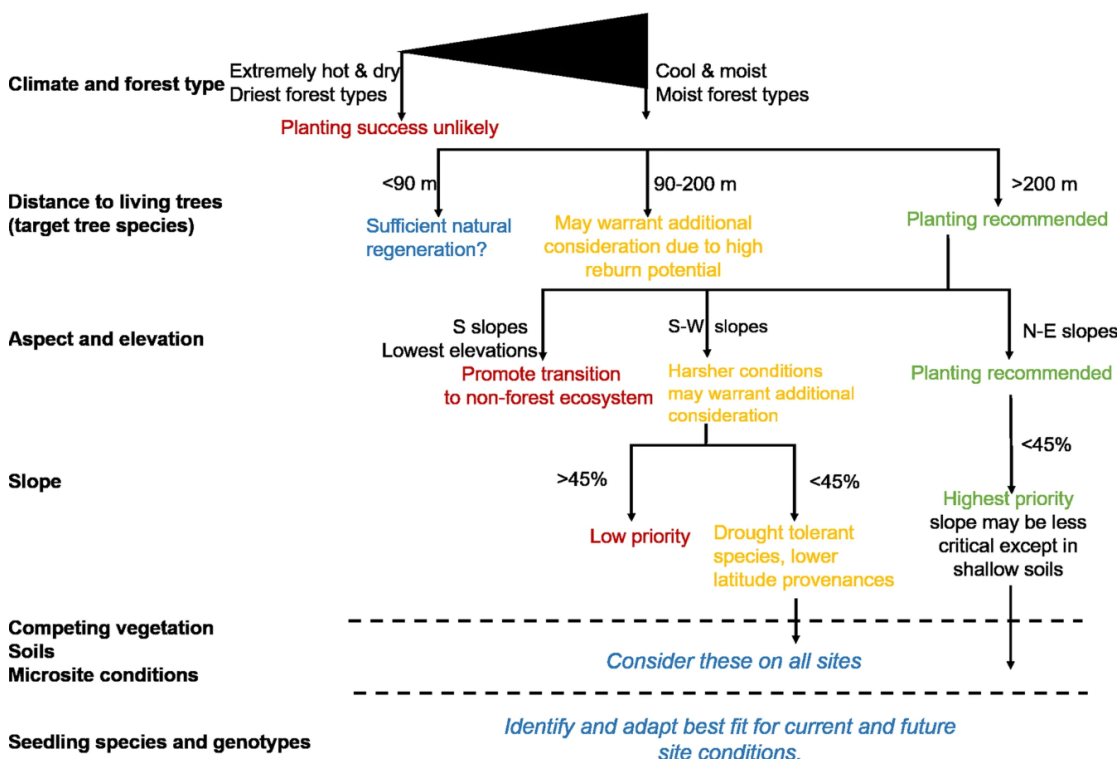 Climate and forest type
Extremely hot & dry
Driest forest types
Cool & moist
Moist forest types
Planting success unlikely
Distance to living trees
(target tree species)
<90 m
90-200 m
>200 m
Sufficient natural
regeneration?
May warrant additional
consideration due to high
reburn potential
Planting recommended
Aspect and elevation
S slopes
Lowest elevations
S-W slopes
N-E slopes
Promote transition
to non-forest ecosystem
Harsher conditions
may warrant additional
consideration
Planting recommended
Slope
>45%
<45%
<45%
Low priority
Drought tolerant
species, lower
latitude provenances
Highest priority
slope may be less
critical except in
shallow soils
Competing vegetation
Soils
Microsite conditions
Consider these on all sites
Seedling species and genotypes
Identify and adapt best fit for current and future
site conditions.